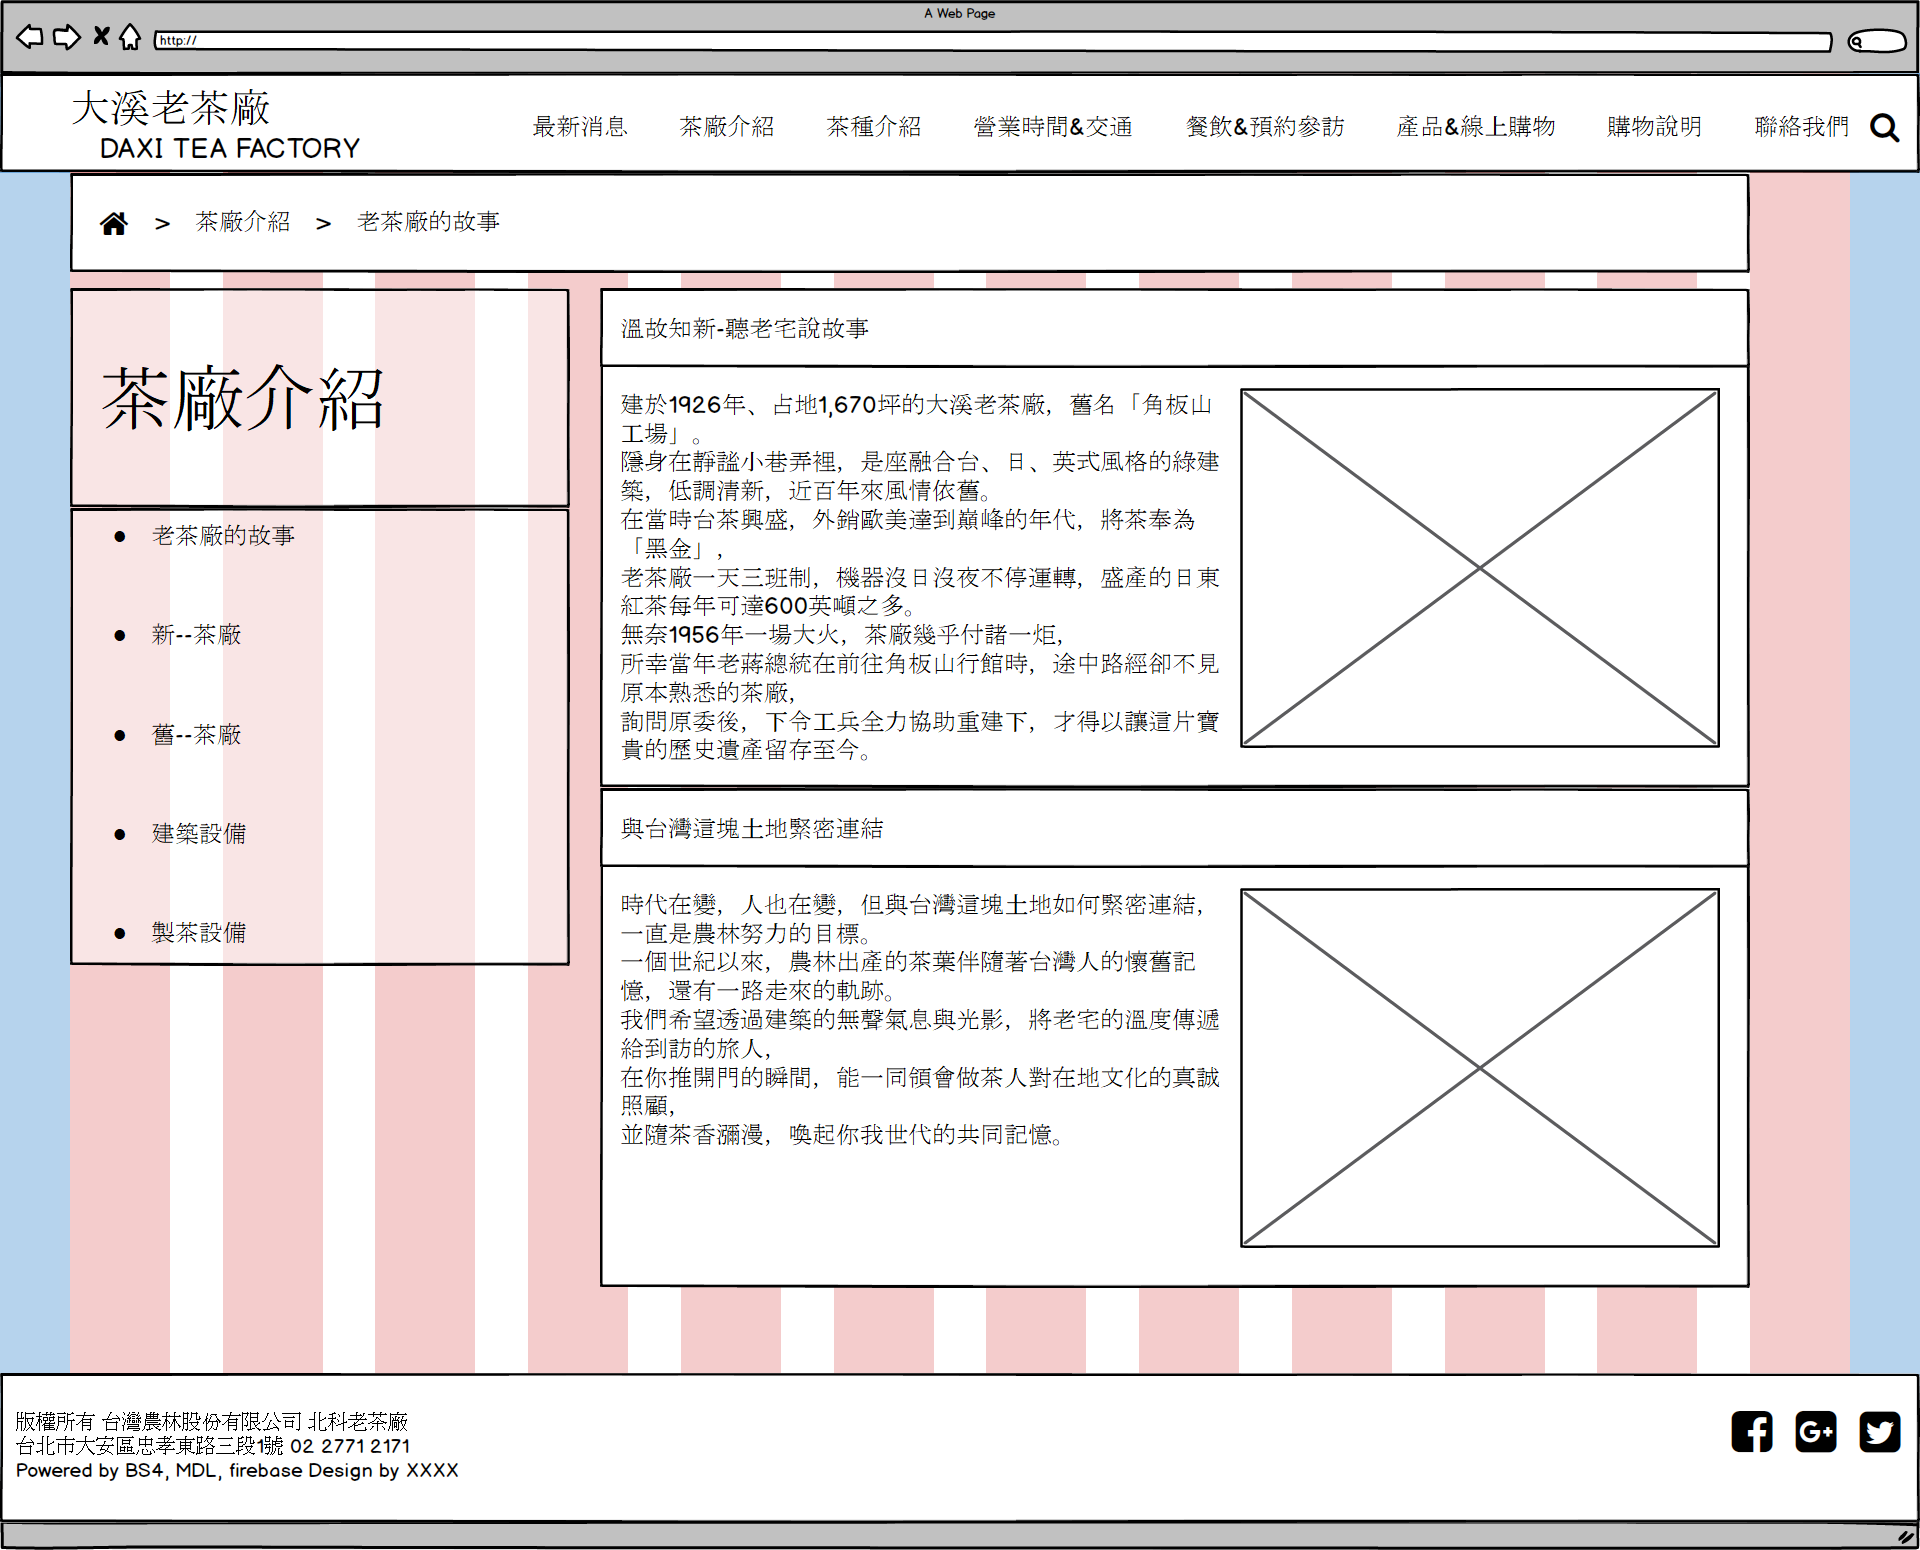 A Web Page
http://
大溪老茶廠
DAXI TEA FACTORY
最新消息 茶廠介紹 茶種介紹 營業時間&交通 餐飲&預約參訪 產品&線上購物 購物說明 聯絡我們
> 茶廠介紹 > 老茶廠的故事
茶廠介紹
老茶廠的故事
新--茶廠
舊--茶廠
建築設備
製茶設備
溫故知新-聽老宅說故事
建於1926年、占地1,670坪的大溪老茶廠，舊名「角板山
工場」。
隱身在靜謐小巷弄裡，是座融合台、日、英式風格的綠建
築，低調清新，近百年來風情依舊。
在當時台茶興盛，外銷歐美達到巔峰的年代，將茶奉為
「黑金」，
老茶廠一天三班制，機器沒日沒夜不停運轉，盛產的日東
紅茶每年可達600英噸之多。
無奈1956年一場大火，茶廠幾乎付諸一炬，
所幸當年老蔣總統在前往角板山行館時，途中路經卻不見
原本熟悉的茶廠，
詢問原委後，下令工兵全力協助重建下，才得以讓這片寶
貴的歷史遺產留存至今。
與台灣這塊土地緊密連結
時代在變，人也在變，但與台灣這塊土地如何緊密連結，
一直是農林努力的目標。
一個世紀以來，農林出產的茶葉伴隨著台灣人的懷舊記
憶，還有一路走來的軌跡。
我們希望透過建築的無聲氣息與光影，將老宅的溫度傳遞
給到訪的旅人，
在你推開門的瞬間，能一同領會做茶人對在地文化的真誠
照顧，
並隨茶香瀰漫，喚起你我世代的共同記憶。
版權所有 台灣農林股份有限公司 北科老茶廠
台北市大安區忠孝東路三段1號 02 2771 2171
Powered by BS4, MDL, firebase Design by XXXX